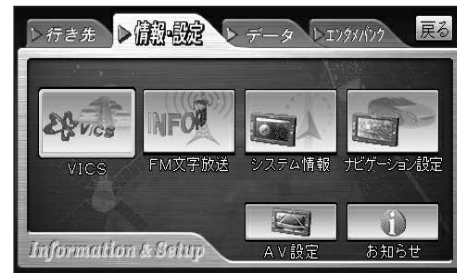 行き先 情報・設定 データ エンタメバンク 戻る
VICS INFO
VICS FM文字放送 システム情報 ナビゲーション設定
AV設定 お知らせ
Information & Setup